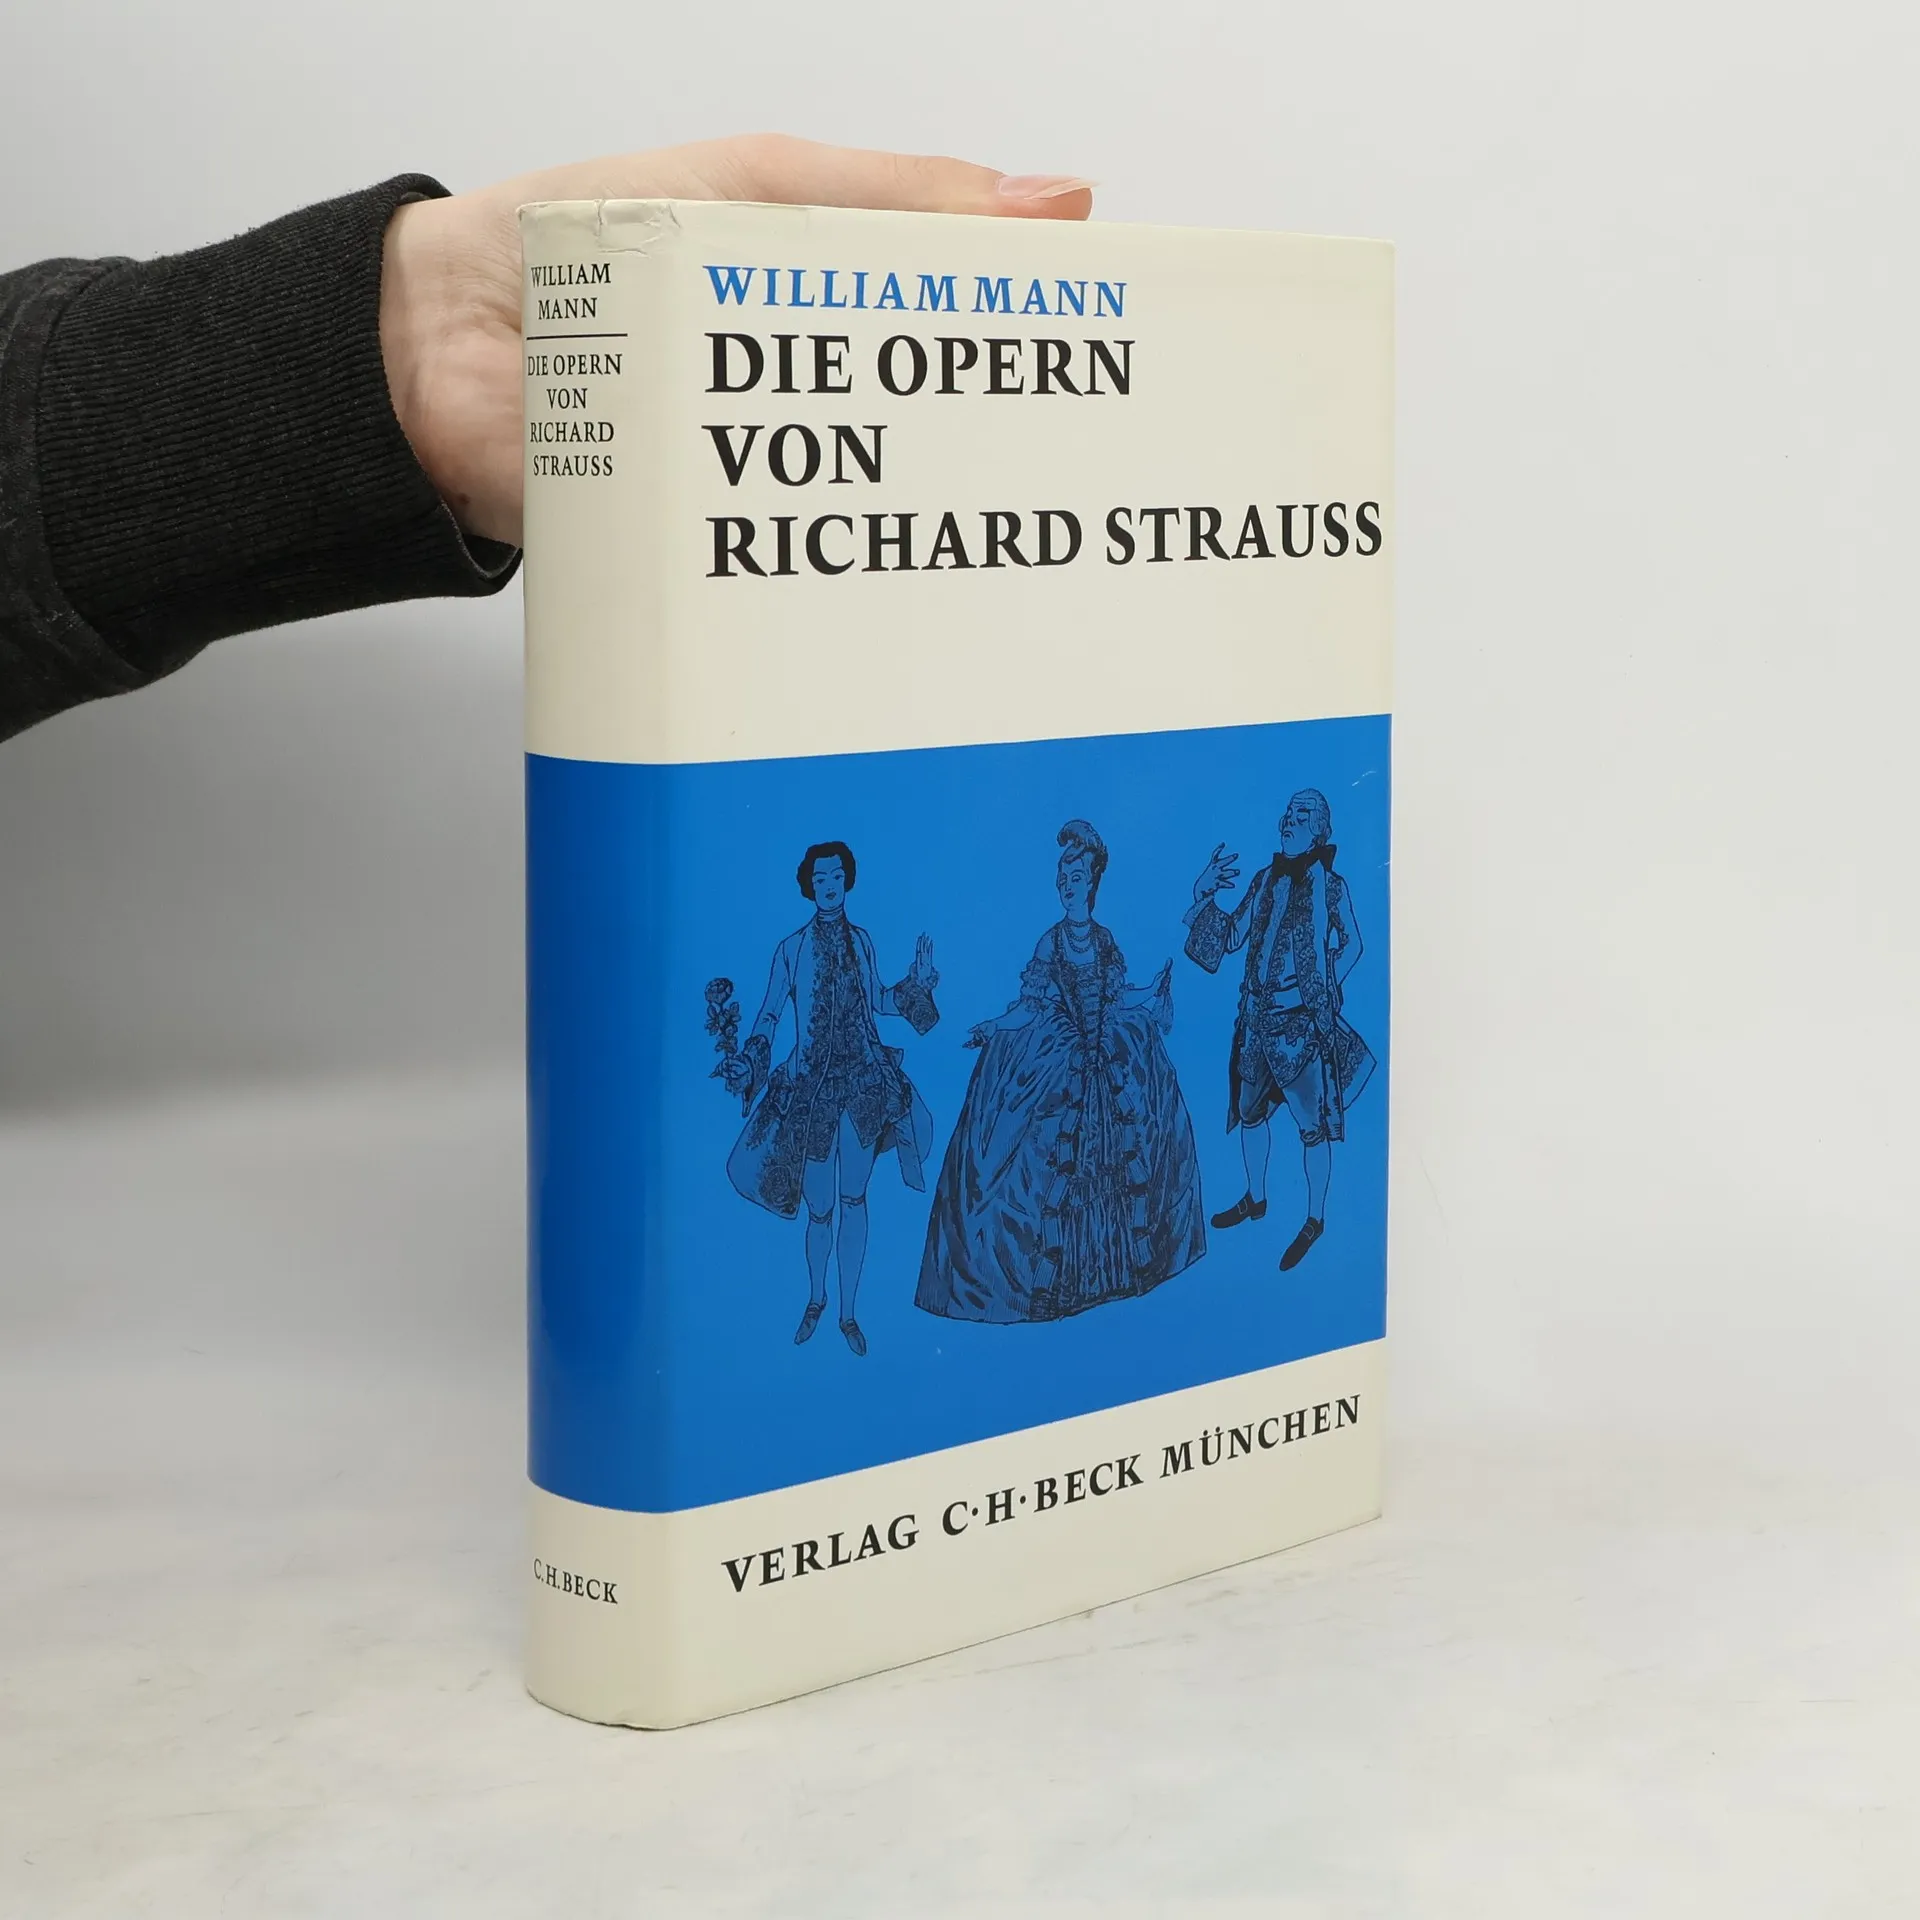 WILLIAM
MANN
DIE OPERN
VON
RICHARD
STRAUSS
C.H.BECK
WILLIAM MANN
DIE OPERN
VON
RICHARD STRAUSS
VERLAG C·H·BECK MÜNCHEN